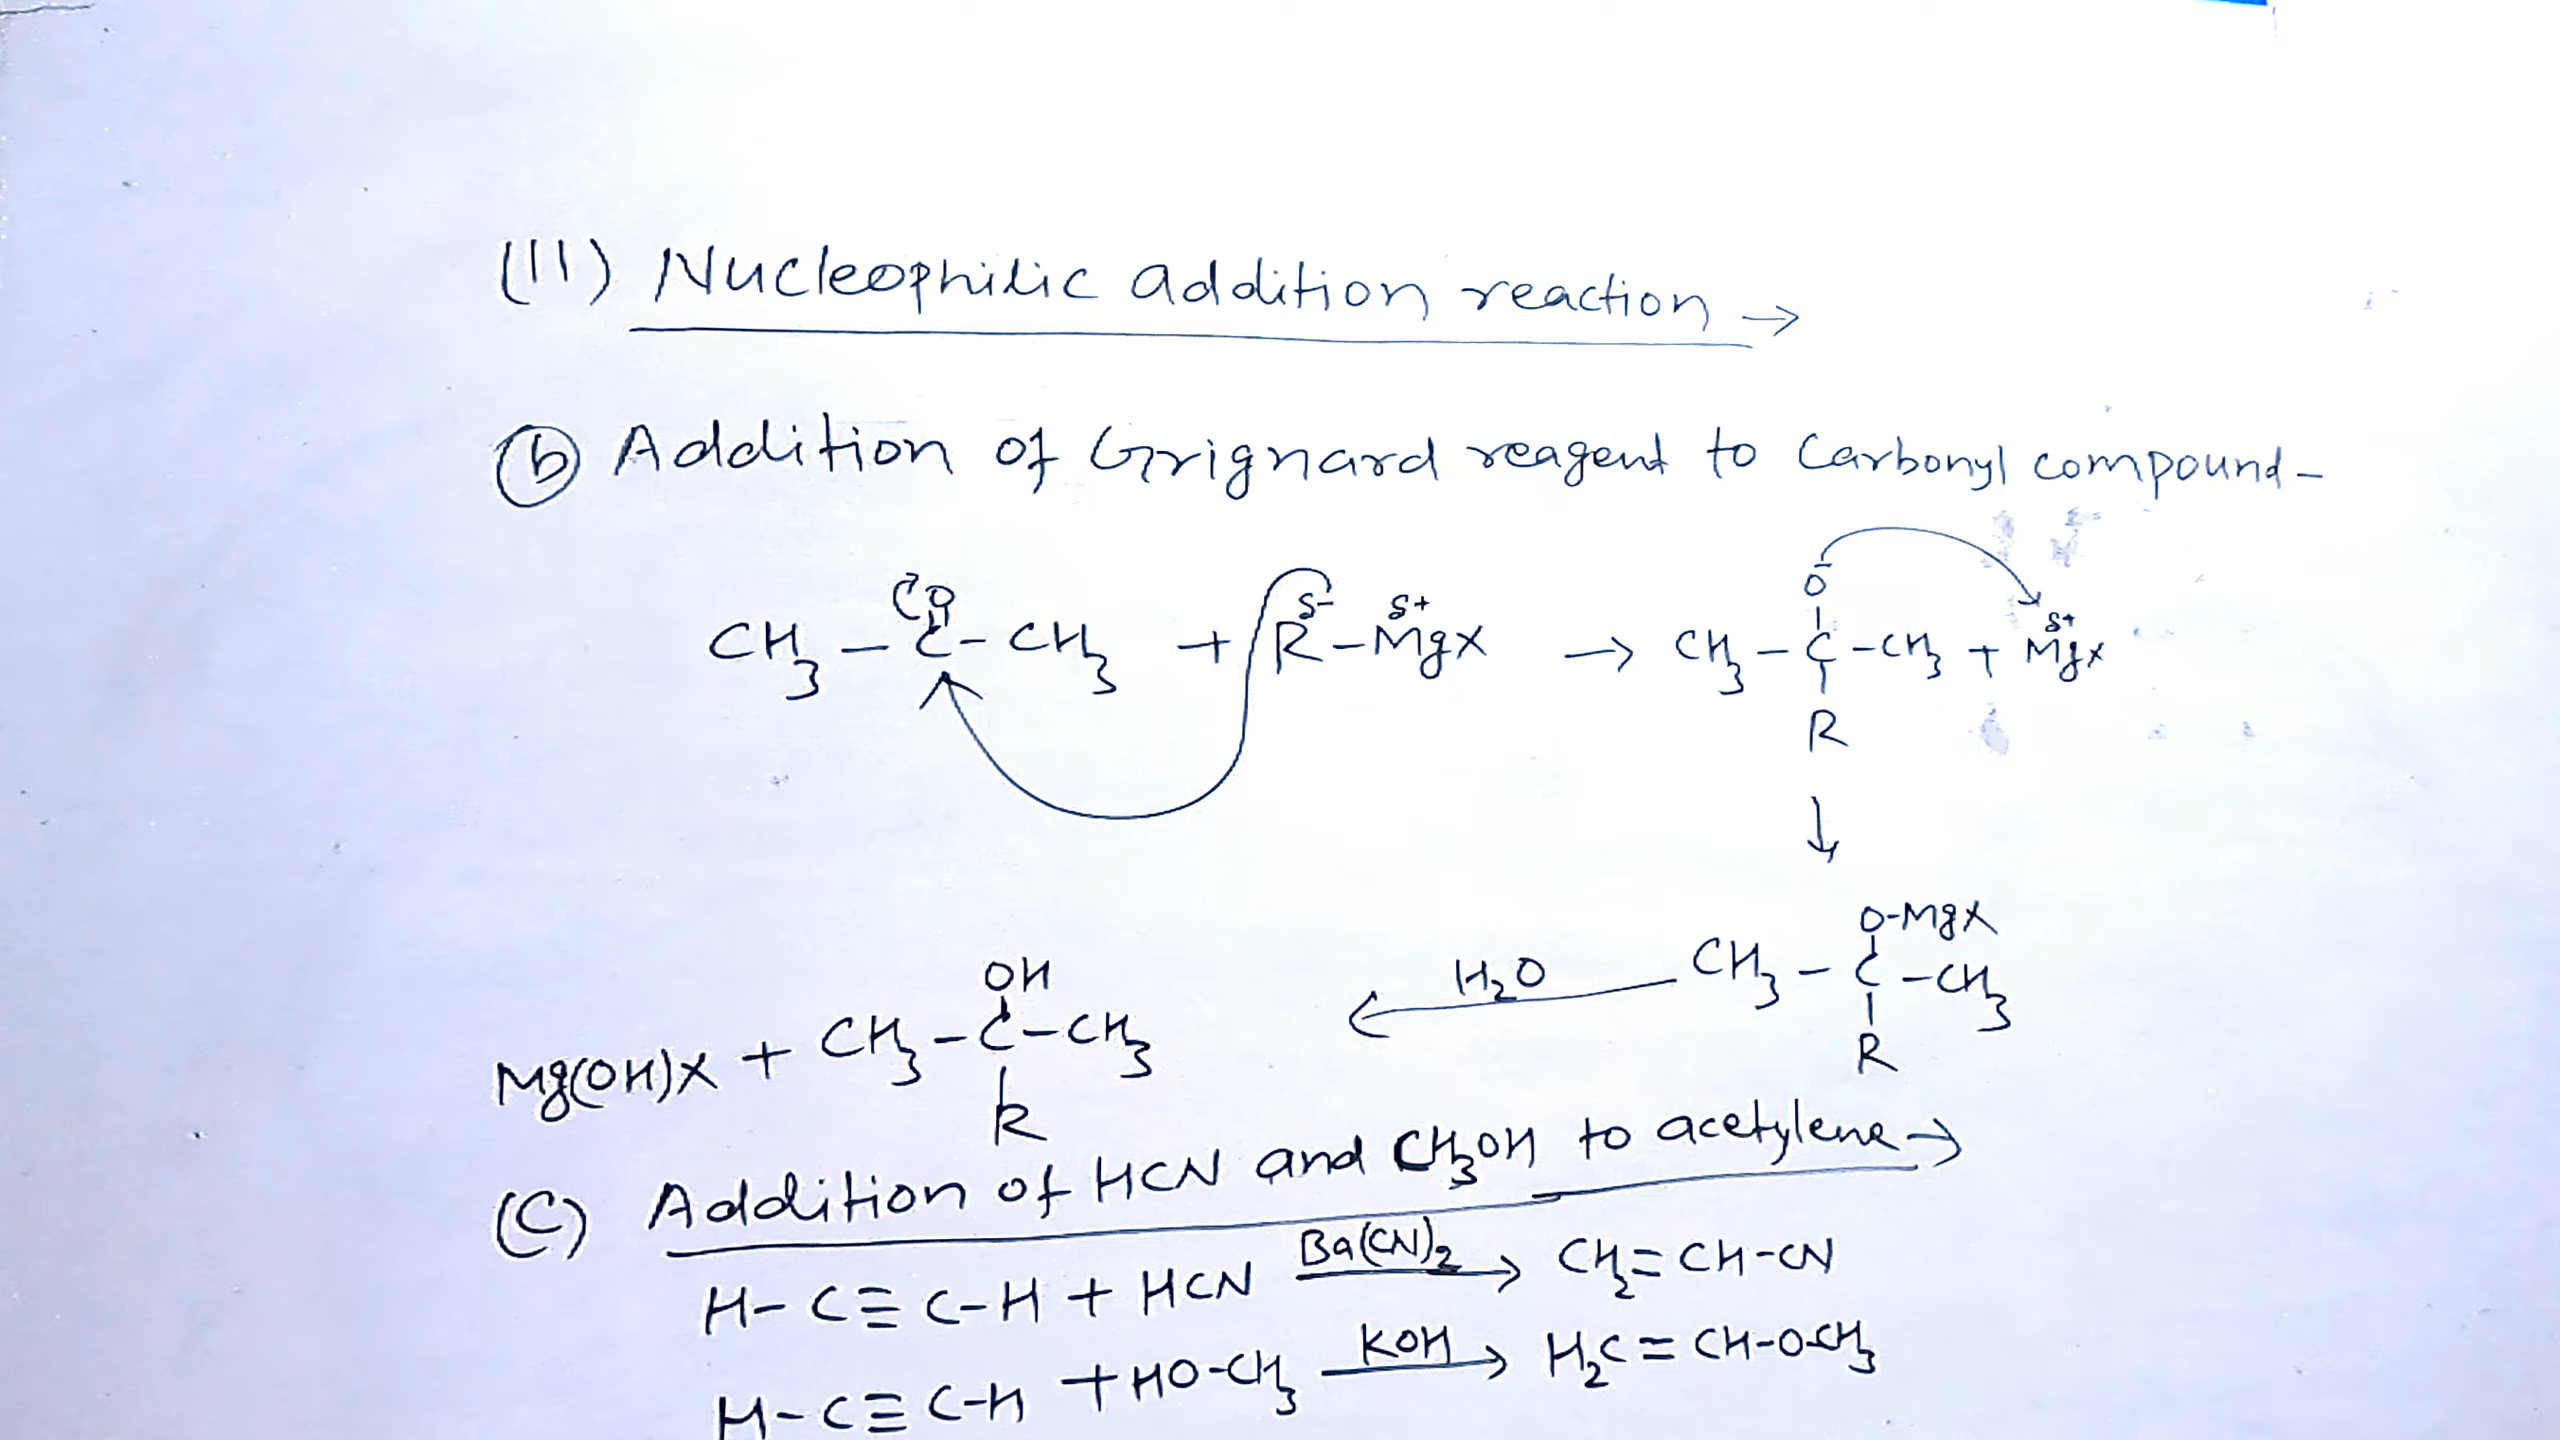 (II) Nucleophilic addition reaction →
(b) Addition of Grignard reagent to Carbonyl compound -
O
CH₃ - C - CH₃ + R^δ- - Mg^δ+X → CH₃ - C(O⁻)(R) - CH₃ + Mg^δ+X
↓
Mg(OH)X + CH₃ - C(OH)(R) - CH₃ ← H₂O CH₃ - C(O-MgX)(R) - CH₃
(C) Addition of HCN and CH₃OH to acetylene →
H - C ≡ C - H + HCN Ba(CN)₂ → CH₂ = CH - CN
H - C ≡ C - H + HO - CH₃ KOH → H₂C = CH - O - CH₃